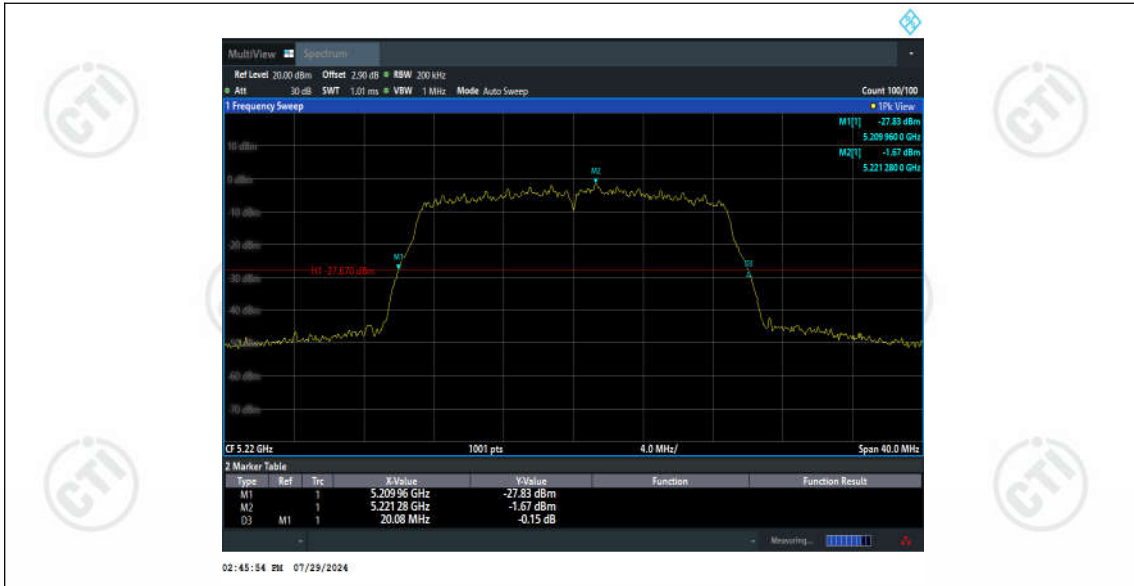 MultiView Spectrum
Ref Level 20.00 dBm Offset 2.90 dB RBW 200 kHz
Att 30 dB SWT 1.01 ms VBW 1 MHz Mode Auto Sweep Count 100/100
1 Frequency Sweep 1Pk View
M1[1] -27.83 dBm
5.209 960 0 GHz
M2[1] -1.67 dBm
5.221 280 0 GHz
10 dBm
0 dBm
M2
-10 dBm
-20 dBm
M1
D3
H1 -27.670 dBm
-30 dBm
-40 dBm
-50 dBm
-60 dBm
-70 dBm
CF 5.22 GHz 1001 pts 4.0 MHz/ Span 40.0 MHz
2 Marker Table
Type Ref Trc X-Value Y-Value Function Function Result
M1 1 5.209 96 GHz -27.83 dBm
M2 1 5.221 28 GHz -1.67 dBm
D3 M1 1 20.08 MHz -0.15 dB
Measuring...
02:45:54 PM 07/29/2024
CTI
CTI
CTI
CTI